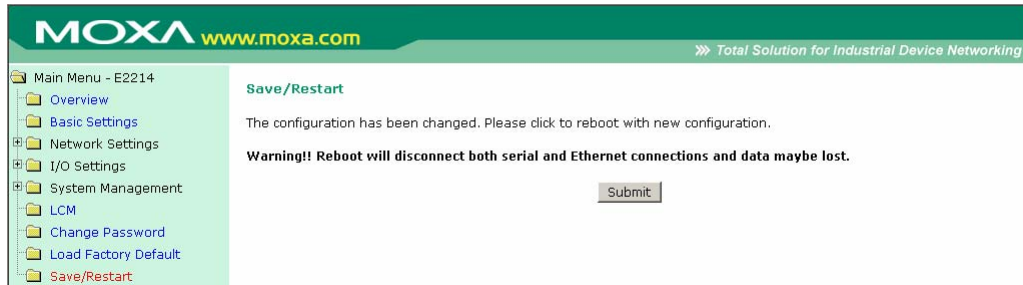 MOXA www.moxa.com
Total Solution for Industrial Device Networking
Main Menu - E2214
Overview
Basic Settings
Network Settings
I/O Settings
System Management
LCM
Change Password
Load Factory Default
Save/Restart
Save/Restart
The configuration has been changed. Please click to reboot with new configuration.
Warning!! Reboot will disconnect both serial and Ethernet connections and data maybe lost.
Submit